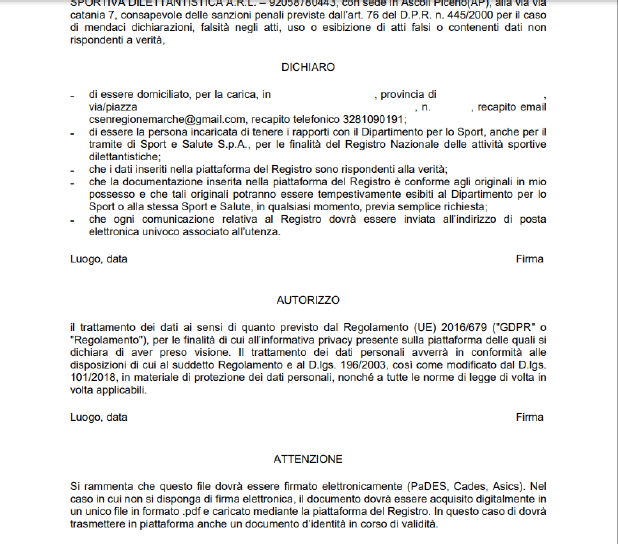 SPORTIVA DILETTANTISTICA A.R.L. – 92058780443, con sede in Ascoli Piceno(AP), alla via via
catania 7, consapevole delle sanzioni penali previste dall'art. 76 del D.P.R. n. 445/2000 per il caso
di mendaci dichiarazioni, falsità negli atti, uso o esibizione di atti falsi o contenenti dati non
rispondenti a verità,
DICHIARO
- di essere domiciliato, per la carica, in , provincia di ,
via/piazza , n. , recapito email
csenregionemarche@gmail.com, recapito telefonico 3281090191;
- di essere la persona incaricata di tenere i rapporti con il Dipartimento per lo Sport, anche per il
tramite di Sport e Salute S.p.A., per le finalità del Registro Nazionale delle attività sportive
dilettantistiche;
- che i dati inseriti nella piattaforma del Registro sono rispondenti alla verità;
- che la documentazione inserita nella piattaforma del Registro è conforme agli originali in mio
possesso e che tali originali potranno essere tempestivamente esibiti al Dipartimento per lo
Sport o alla stessa Sport e Salute, in qualsiasi momento, previa semplice richiesta;
- che ogni comunicazione relativa al Registro dovrà essere inviata all'indirizzo di posta
elettronica univoco associato all'utenza.
Luogo, data Firma
AUTORIZZO
il trattamento dei dati ai sensi di quanto previsto dal Regolamento (UE) 2016/679 ("GDPR" o
"Regolamento"), per le finalità di cui all'informativa privacy presente sulla piattaforma delle quali si
dichiara di aver preso visione. Il trattamento dei dati personali avverrà in conformità alle
disposizioni di cui al suddetto Regolamento e al D.lgs. 196/2003, così come modificato dal D.lgs.
101/2018, in materia di protezione dei dati personali, nonché a tutte le norme di legge di volta in
volta applicabili.
Luogo, data Firma
ATTENZIONE
Si rammenta che questo file dovrà essere firmato elettronicamente (PaDES, Cades, Asics). Nel
caso in cui non si disponga di firma elettronica, il documento dovrà essere acquisito digitalmente in
un unico file in formato .pdf e caricato mediante la piattaforma del Registro. In questo caso di dovrà
trasmettere in piattaforma anche un documento d'identità in corso di validità.